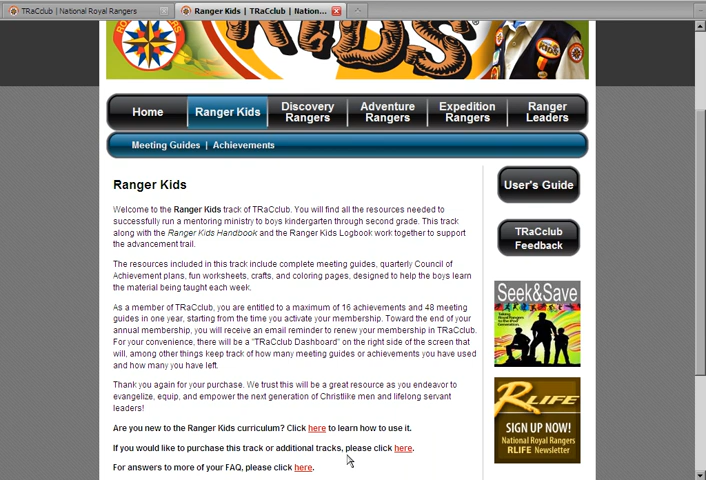 TRaCclub | National Royal Rangers
Ranger Kids | TRaCclub | Nation...
KIDS
Home
Ranger Kids
Discovery
Rangers
Adventure
Rangers
Expedition
Rangers
Ranger
Leaders
Meeting Guides | Achievements
Ranger Kids
Welcome to the Ranger Kids track of TRaCclub. You will find all the resources needed to
successfully run a mentoring ministry to boys kindergarten through second grade. This track
along with the Ranger Kids Handbook and the Ranger Kids Logbook work together to support
the advancement trail.
The resources included in this track include complete meeting guides, quarterly Council of
Achievement plans, fun worksheets, crafts, and coloring pages, designed to help the boys learn
the material being taught each week.
As a member of TRaCclub, you are entitled to a maximum of 16 achievements and 48 meeting
guides in one year, starting from the time you activate your membership. Toward the end of your
annual membership, you will receive an email reminder to renew your membership in TRaCclub.
For your convenience, there will be a "TRaCclub Dashboard" on the right side of the screen that
will, among other things keep track of how many meeting guides or achievements you have used
and how many you have left.
Thank you again for your purchase. We trust this will be a great resource as you endeavor to
evangelize, equip, and empower the next generation of Christlike men and lifelong servant
leaders!
Are you new to the Ranger Kids curriculum? Click here to learn how to use it.
If you would like to purchase this track or additional tracks, please click here.
For answers to more of your FAQ, please click here.
User's Guide
TRaCclub
Feedback
Seek&Save
RLIFE
SIGN UP NOW!
National Royal Rangers
RLIFE Newsletter